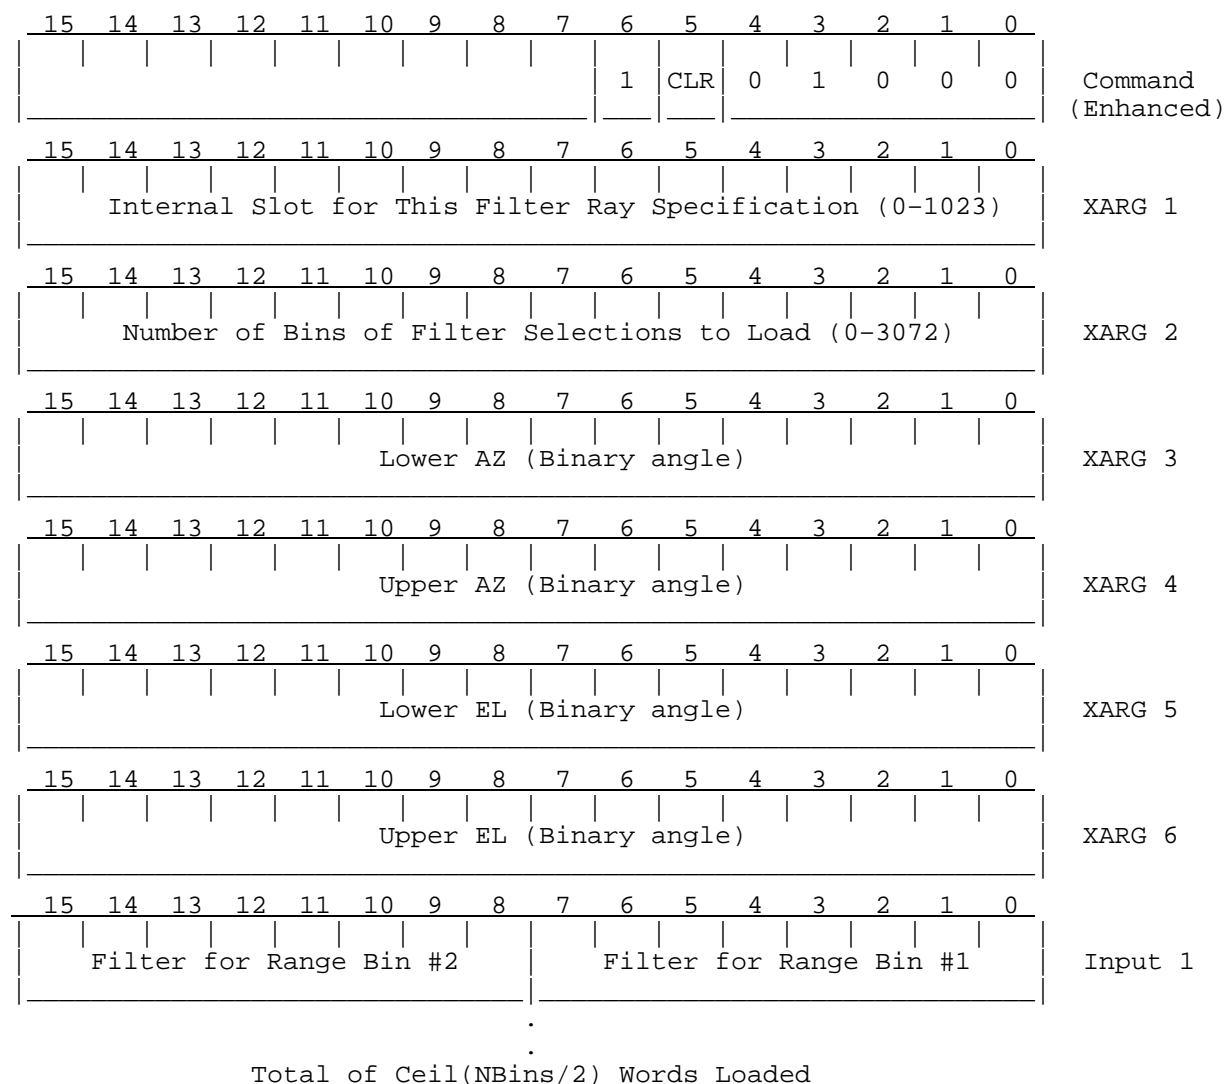 15 14 13 12 11 10 9 8 7 6 5 4 3 2 1 0
1 CLR 0 1 0 0 0 Command
(Enhanced)
15 14 13 12 11 10 9 8 7 6 5 4 3 2 1 0
Internal Slot for This Filter Ray Specification (0-1023) XARG 1
15 14 13 12 11 10 9 8 7 6 5 4 3 2 1 0
Number of Bins of Filter Selections to Load (0-3072) XARG 2
15 14 13 12 11 10 9 8 7 6 5 4 3 2 1 0
Lower AZ (Binary angle) XARG 3
15 14 13 12 11 10 9 8 7 6 5 4 3 2 1 0
Upper AZ (Binary angle) XARG 4
15 14 13 12 11 10 9 8 7 6 5 4 3 2 1 0
Lower EL (Binary angle) XARG 5
15 14 13 12 11 10 9 8 7 6 5 4 3 2 1 0
Upper EL (Binary angle) XARG 6
15 14 13 12 11 10 9 8 7 6 5 4 3 2 1 0
Filter for Range Bin #2 Filter for Range Bin #1 Input 1
.
.
Total of Ceil(NBins/2) Words Loaded